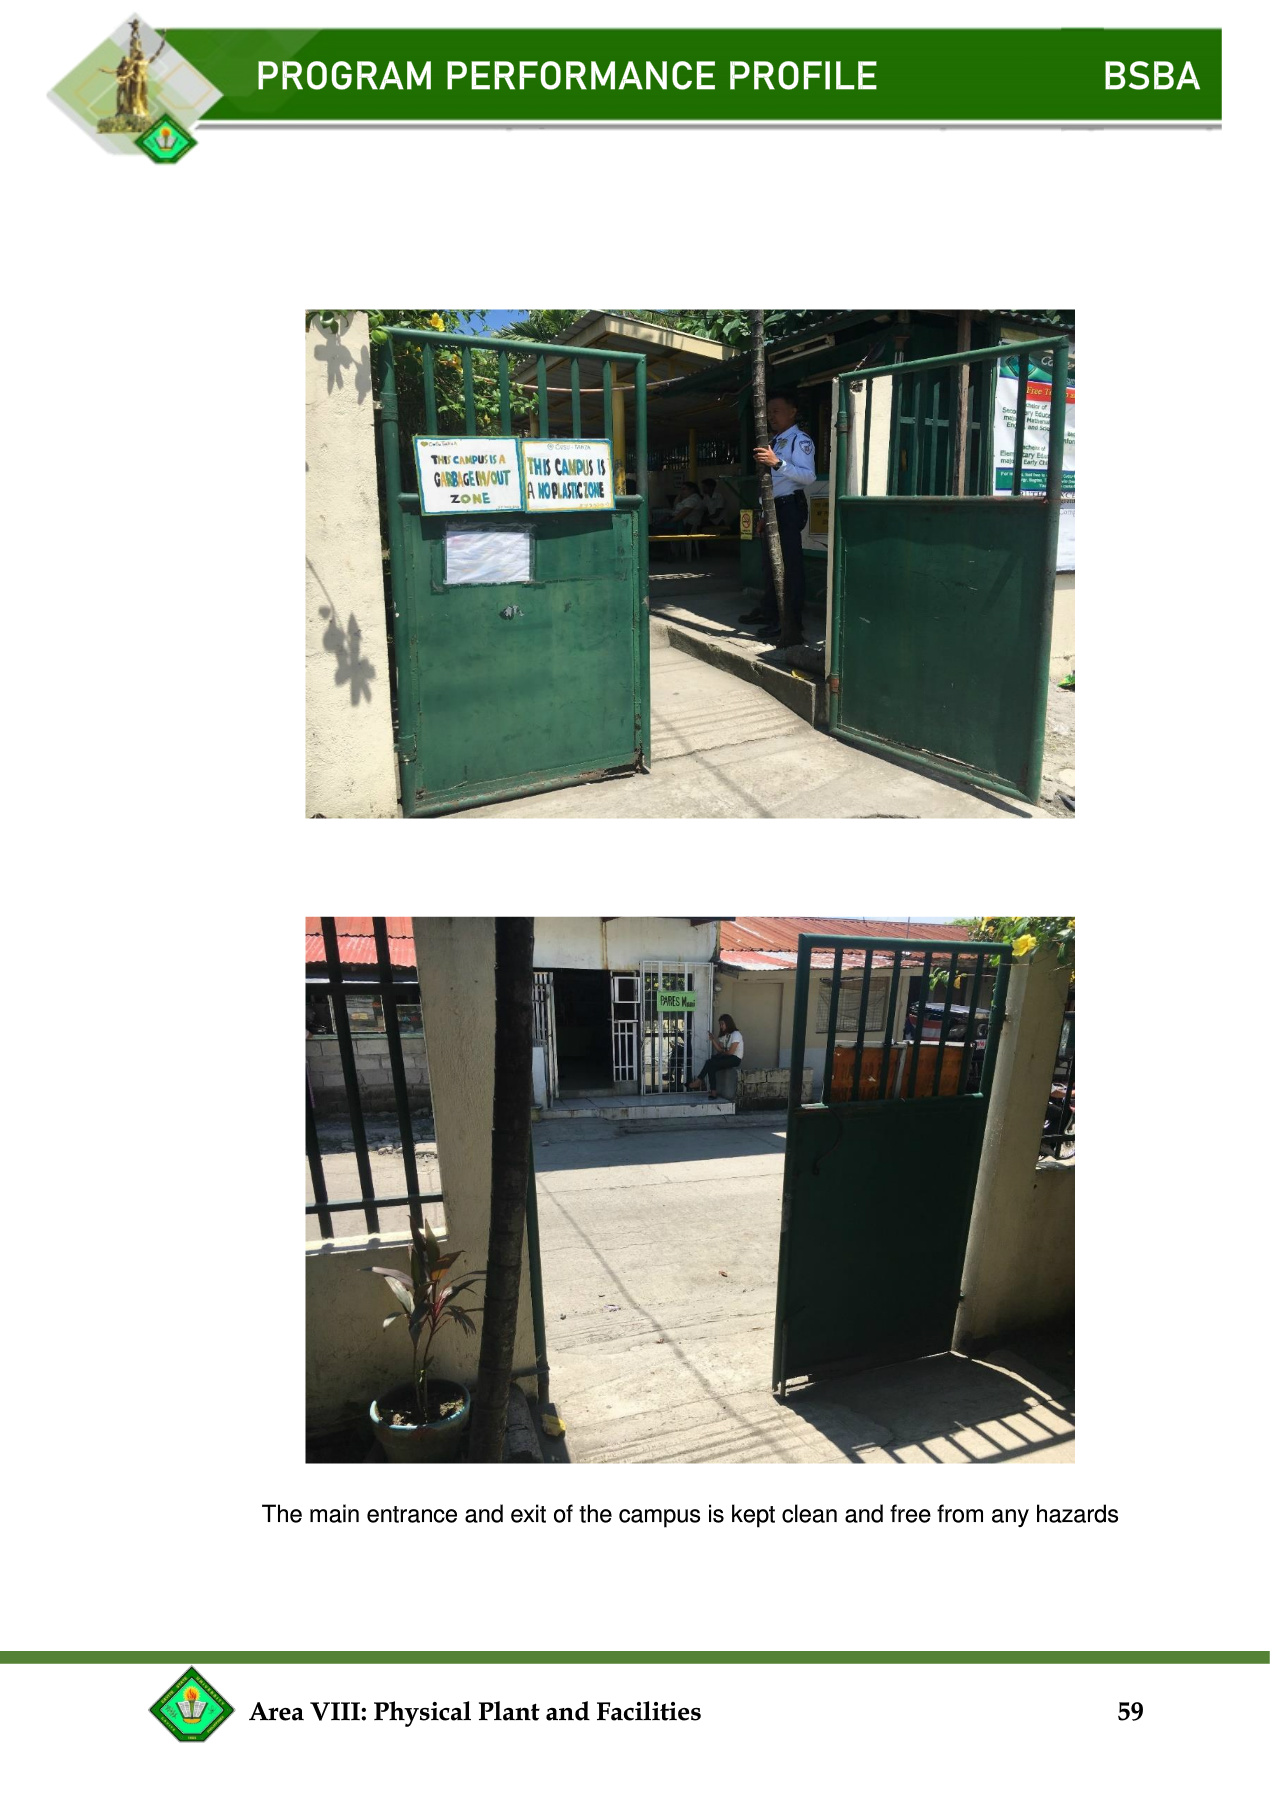 PROGRAM PERFORMANCE PROFILE BSBA
THIS CAMPUS IS A
GARBAGE IN/OUT
ZONE
THIS CAMPUS IS
A NO PLASTIC ZONE
PARES Mami
The main entrance and exit of the campus is kept clean and free from any hazards
Area VIII: Physical Plant and Facilities 59